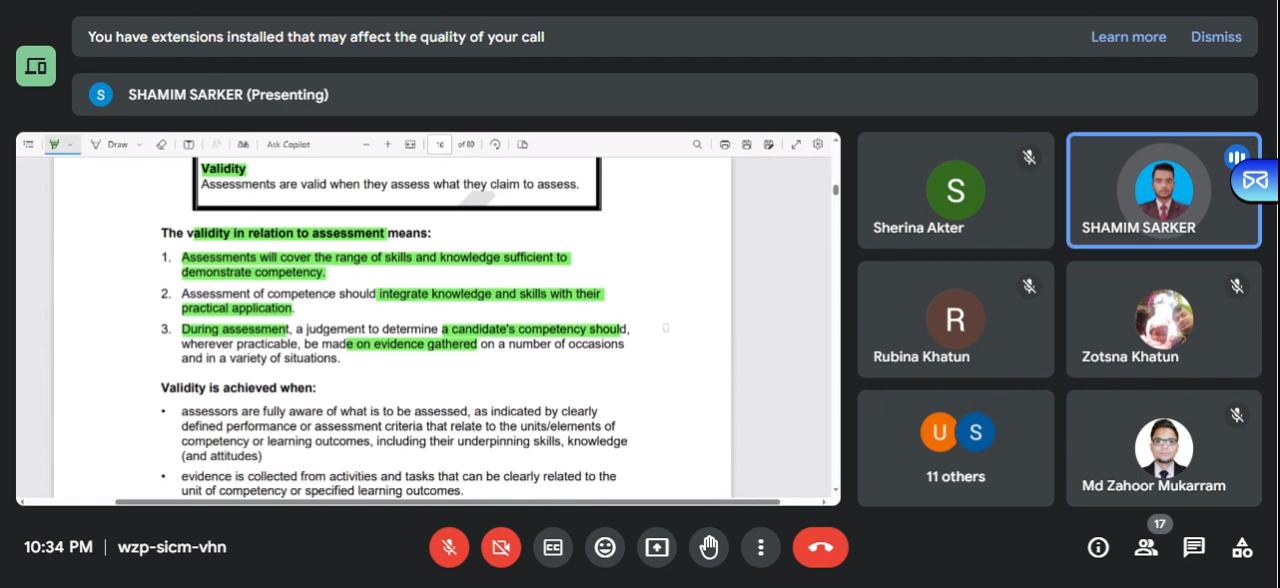 You have extensions installed that may affect the quality of your call
Learn more
Dismiss
S
SHAMIM SARKER (Presenting)
Draw
Ask Copilot
Validity
Assessments are valid when they assess what they claim to assess.
The validity in relation to assessment means:
1. Assessments will cover the range of skills and knowledge sufficient to
demonstrate competency.
2. Assessment of competence should integrate knowledge and skills with their
practical application.
3. During assessment, a judgement to determine a candidate's competency should,
wherever practicable, be made on evidence gathered on a number of occasions
and in a variety of situations.
Validity is achieved when:
• assessors are fully aware of what is to be assessed, as indicated by clearly
defined performance or assessment criteria that relate to the units/elements of
competency or learning outcomes, including their underpinning skills, knowledge
(and attitudes)
• evidence is collected from activities and tasks that can be clearly related to the
unit of competency or specified learning outcomes.
S
Sherina Akter
SHAMIM SARKER
R
Rubina Khatun
Zotsna Khatun
U S
11 others
Md Zahoor Mukarram
10:34 PM | wzp-sicm-vhn
CC
17